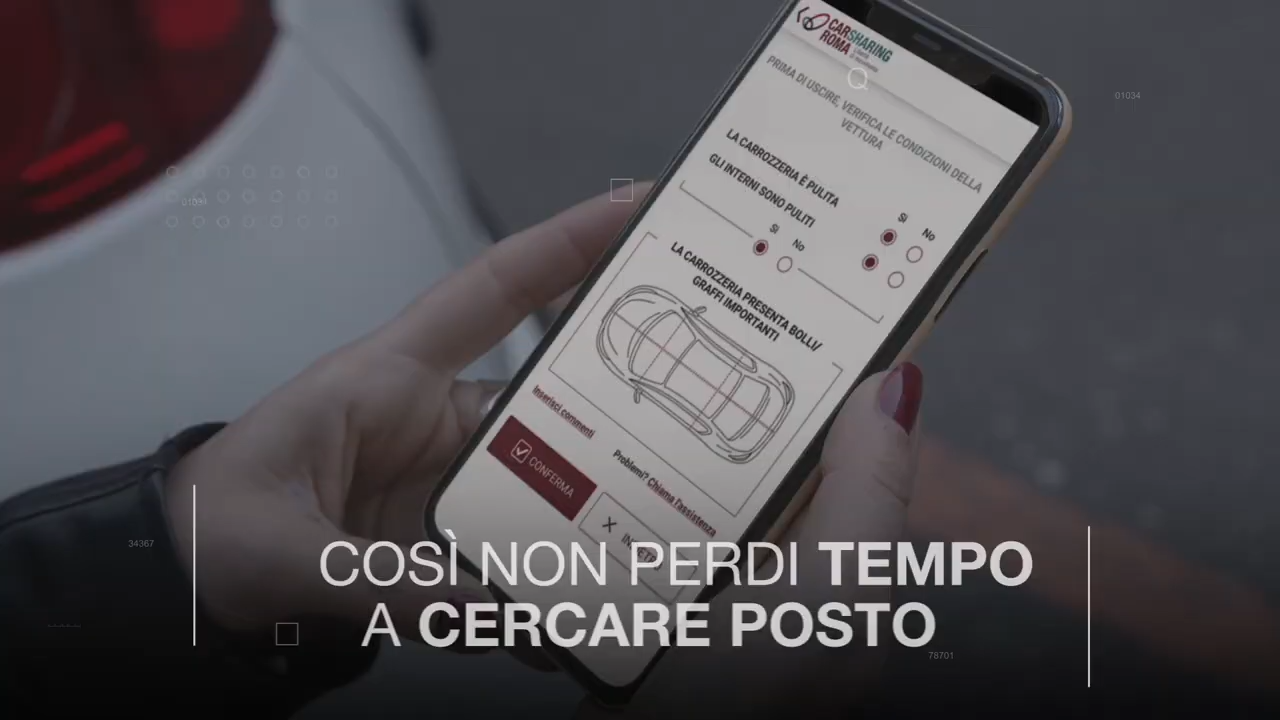 CARSHARING
ROMA
01034
PRIMA DI USCIRE, VERIFICA LE CONDIZIONI DELLA
VETTURA
LA CARROZZERIA È PULITA
GLI INTERNI SONO PULITI
Si No
Si No
LA CARROZZERIA PRESENTA BOLLI/
GRAFFI IMPORTANTI
01034
Inserisci commenti
Problemi? Chiama l'assistenza
CONFERMA
34367
COSÌ NON PERDI TEMPO
A CERCARE POSTO
78701